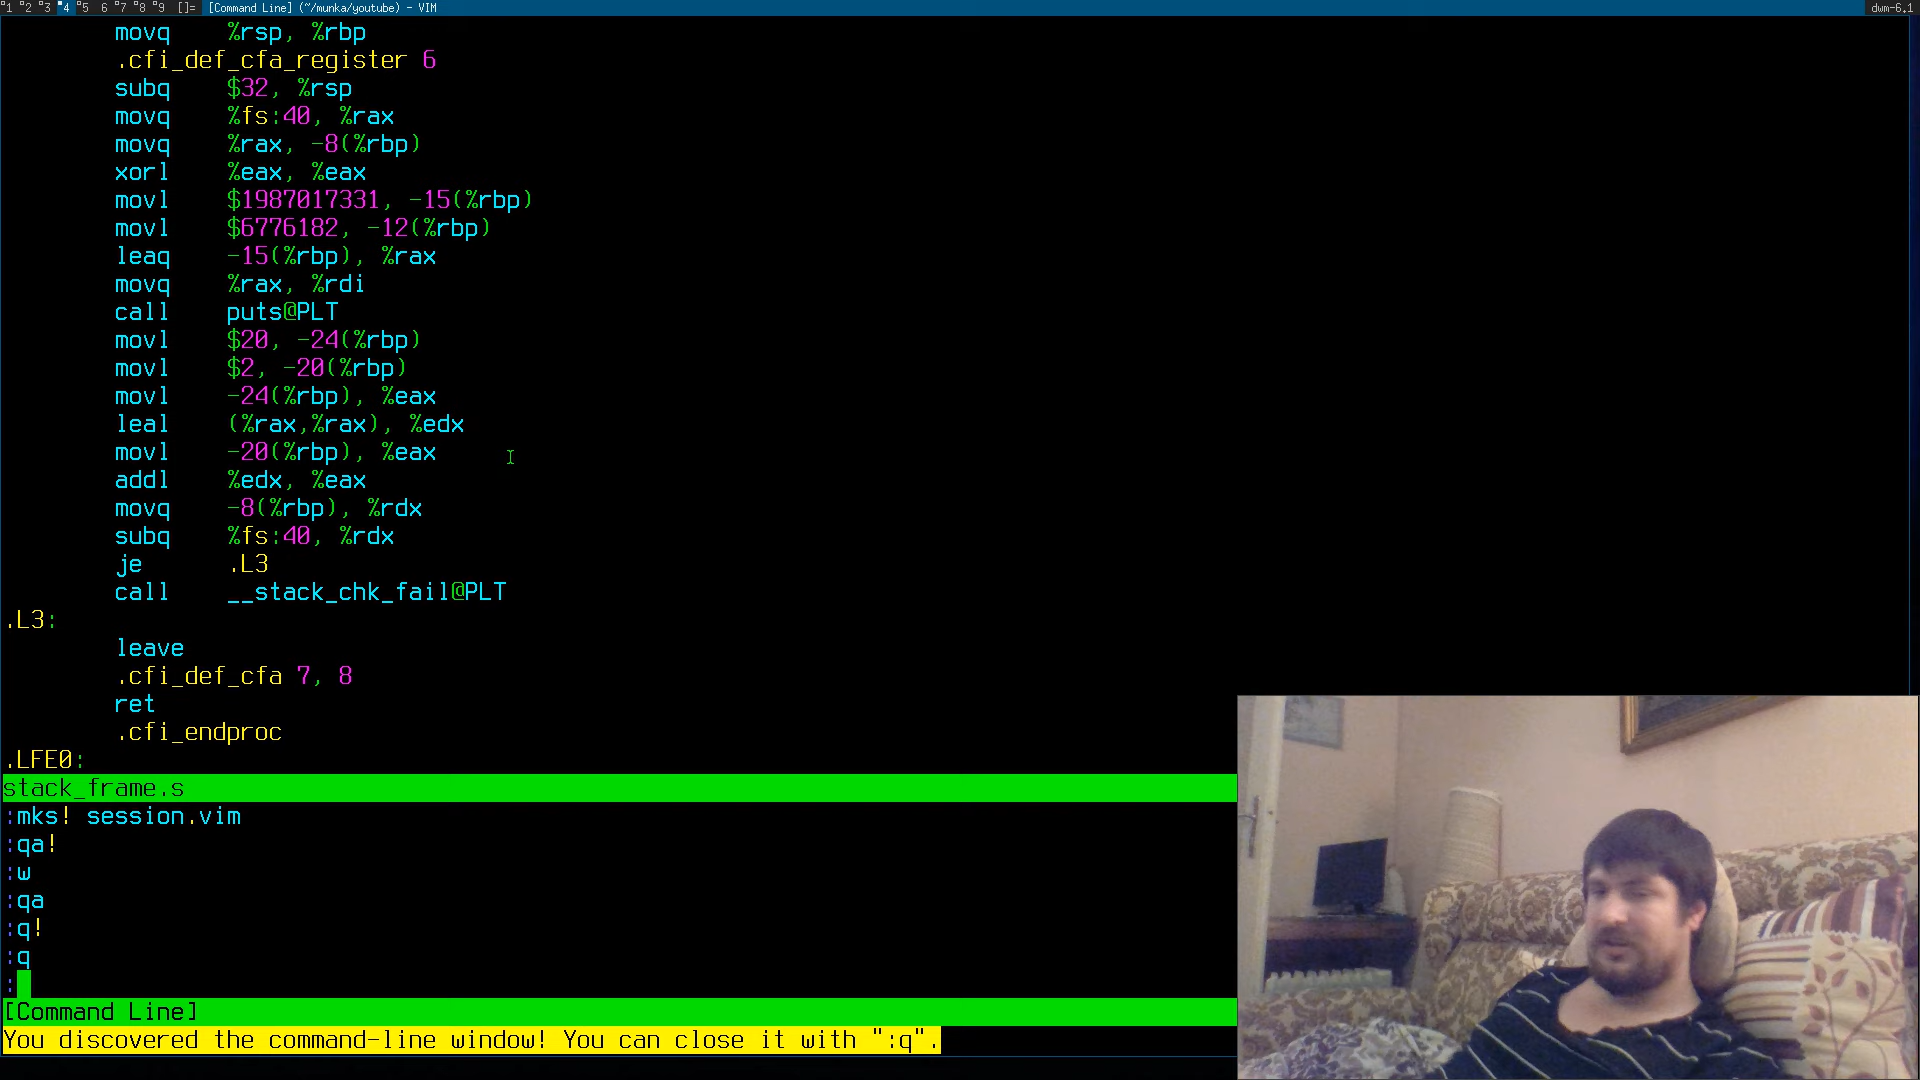 1 2 3 4 5 6 7 8 9 []= [Command Line] (~/munka/youtube) - VIM dwm-6.1
movq %rsp, %rbp
.cfi_def_cfa_register 6
subq $32, %rsp
movq %fs:40, %rax
movq %rax, -8(%rbp)
xorl %eax, %eax
movl $1987017331, -15(%rbp)
movl $6776182, -12(%rbp)
leaq -15(%rbp), %rax
movq %rax, %rdi
call puts@PLT
movl $20, -24(%rbp)
movl $2, -20(%rbp)
movl -24(%rbp), %eax
leal (%rax,%rax), %edx
movl -20(%rbp), %eax
addl %edx, %eax
movq -8(%rbp), %rdx
subq %fs:40, %rdx
je .L3
call __stack_chk_fail@PLT
.L3:
leave
.cfi_def_cfa 7, 8
ret
.cfi_endproc
.LFE0:
stack_frame.s
:mks! session.vim
:qa!
:w
:qa
:q!
:q
:
[Command Line]
You discovered the command-line window! You can close it with ":q".